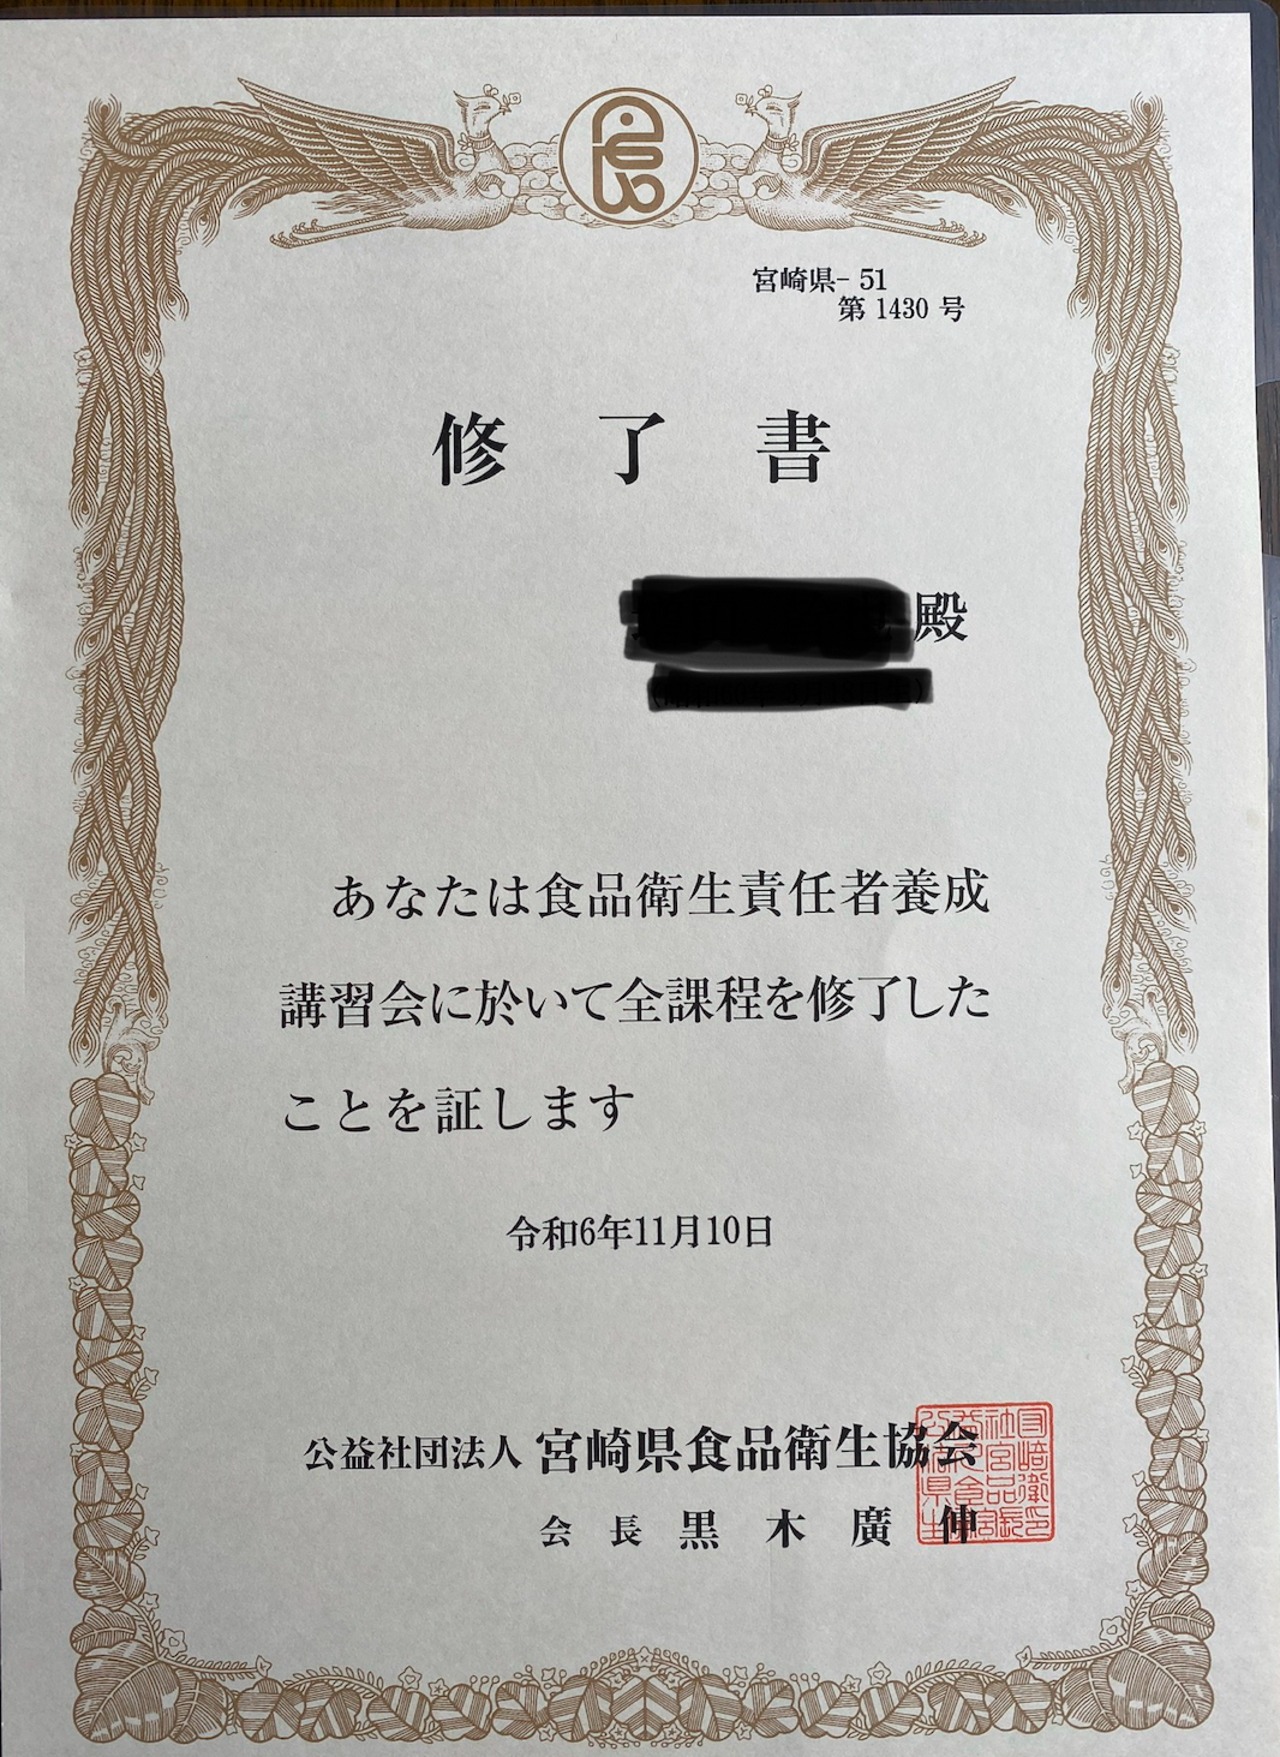 宮崎県- 51
第 1430 号
修了書
殿
あなたは食品衛生責任者養成
講習会に於いて全課程を修了した
ことを証します
令和6年11月10日
公益社団法人 宮崎県食品衛生協会
会長 黒木廣伸